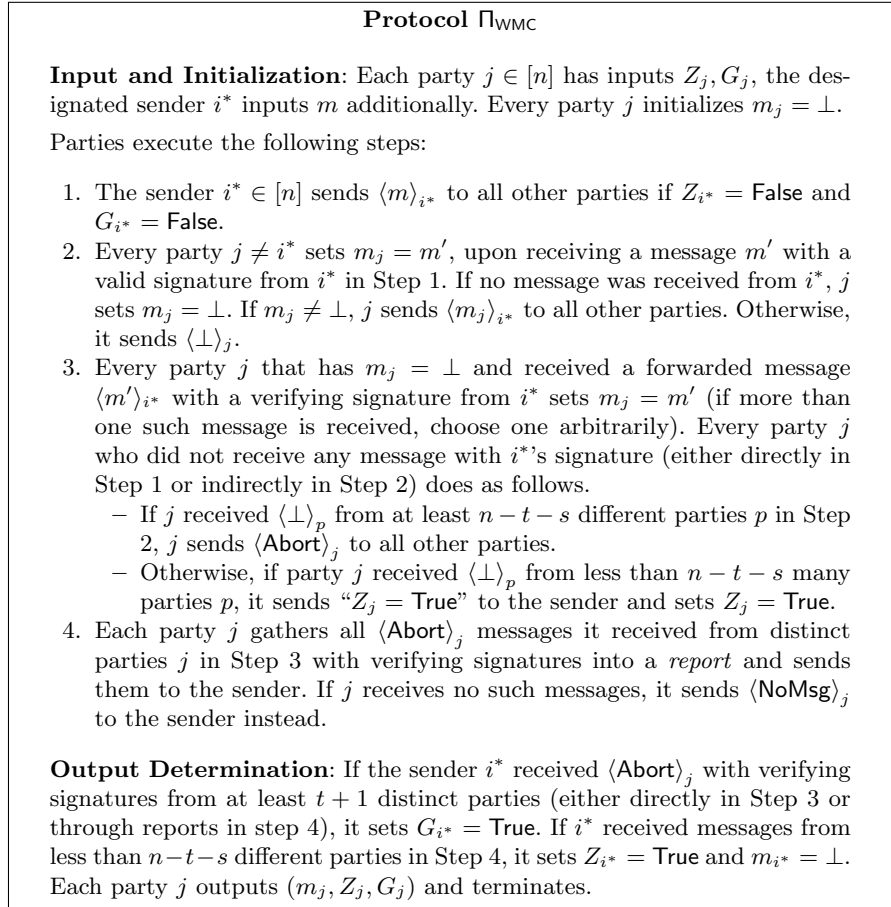 Protocol Π_WMC
Input and Initialization: Each party j ∈ [n] has inputs Z_j, G_j, the des-
ignated sender i* inputs m additionally. Every party j initializes m_j = ⊥.
Parties execute the following steps:
1. The sender i* ∈ [n] sends ⟨m⟩_{i*} to all other parties if Z_{i*} = False and
G_{i*} = False.
2. Every party j ≠ i* sets m_j = m′, upon receiving a message m′ with a
valid signature from i* in Step 1. If no message was received from i*, j
sets m_j = ⊥. If m_j ≠ ⊥, j sends ⟨m_j⟩_{i*} to all other parties. Otherwise,
it sends ⟨⊥⟩_j.
3. Every party j that has m_j = ⊥ and received a forwarded message
⟨m′⟩_{i*} with a verifying signature from i* sets m_j = m′ (if more than
one such message is received, choose one arbitrarily). Every party j
who did not receive any message with i*'s signature (either directly in
Step 1 or indirectly in Step 2) does as follows.
– If j received ⟨⊥⟩_p from at least n − t − s different parties p in Step
2, j sends ⟨Abort⟩_j to all other parties.
– Otherwise, if party j received ⟨⊥⟩_p from less than n − t − s many
parties p, it sends “Z_j = True” to the sender and sets Z_j = True.
4. Each party j gathers all ⟨Abort⟩_j messages it received from distinct
parties j in Step 3 with verifying signatures into a report and sends
them to the sender. If j receives no such messages, it sends ⟨NoMsg⟩_j
to the sender instead.
Output Determination: If the sender i* received ⟨Abort⟩_j with verifying
signatures from at least t + 1 distinct parties (either directly in Step 3 or
through reports in step 4), it sets G_{i*} = True. If i* received messages from
less than n−t−s different parties in Step 4, it sets Z_{i*} = True and m_{i*} = ⊥.
Each party j outputs (m_j, Z_j, G_j) and terminates.